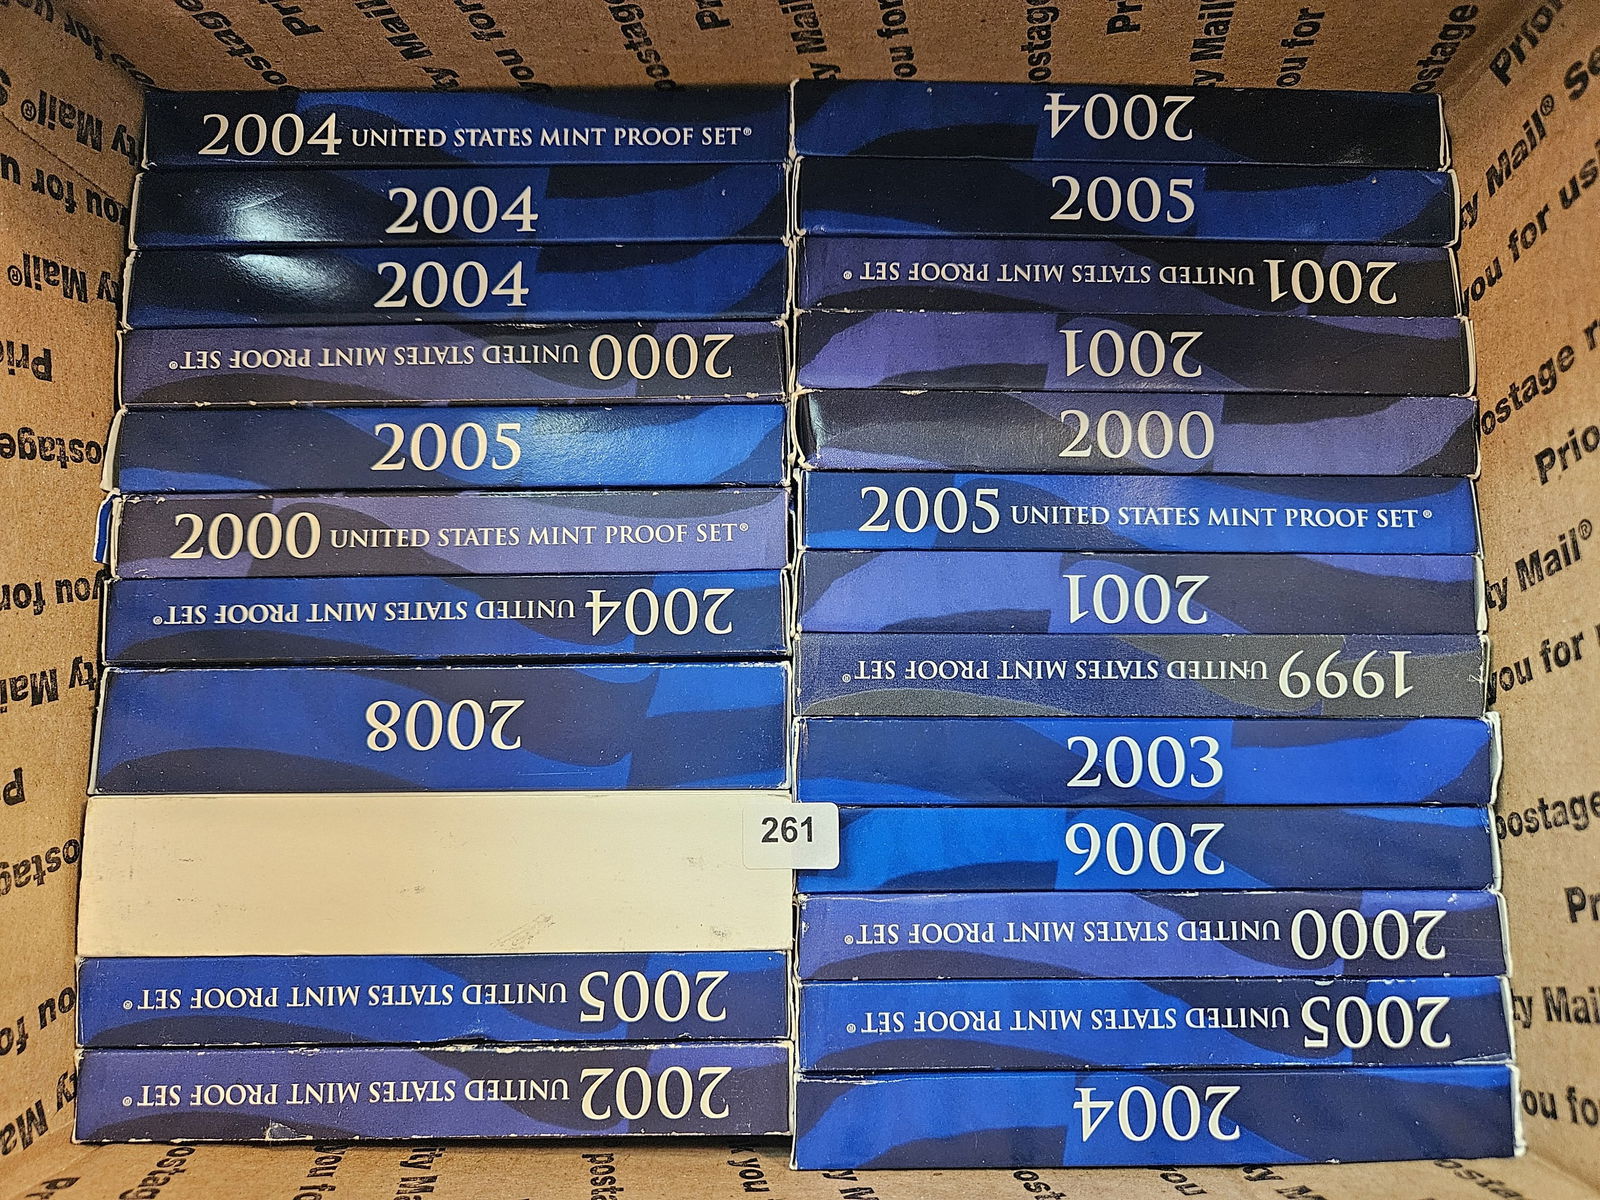 2004 UNITED STATES MINT PROOF SET®
2004
2004
2000 UNITED STATES MINT PROOF SET®
2005
2000 UNITED STATES MINT PROOF SET®
2004 UNITED STATES MINT PROOF SET®
2008
261
2005 UNITED STATES MINT PROOF SET®
2002 UNITED STATES MINT PROOF SET®
2004
2005
2001 UNITED STATES MINT PROOF SET®
2001
2000
2005 UNITED STATES MINT PROOF SET®
2001
1999 UNITED STATES MINT PROOF SET®
2003
2006
2000 UNITED STATES MINT PROOF SET®
2005 UNITED STATES MINT PROOF SET®
2004